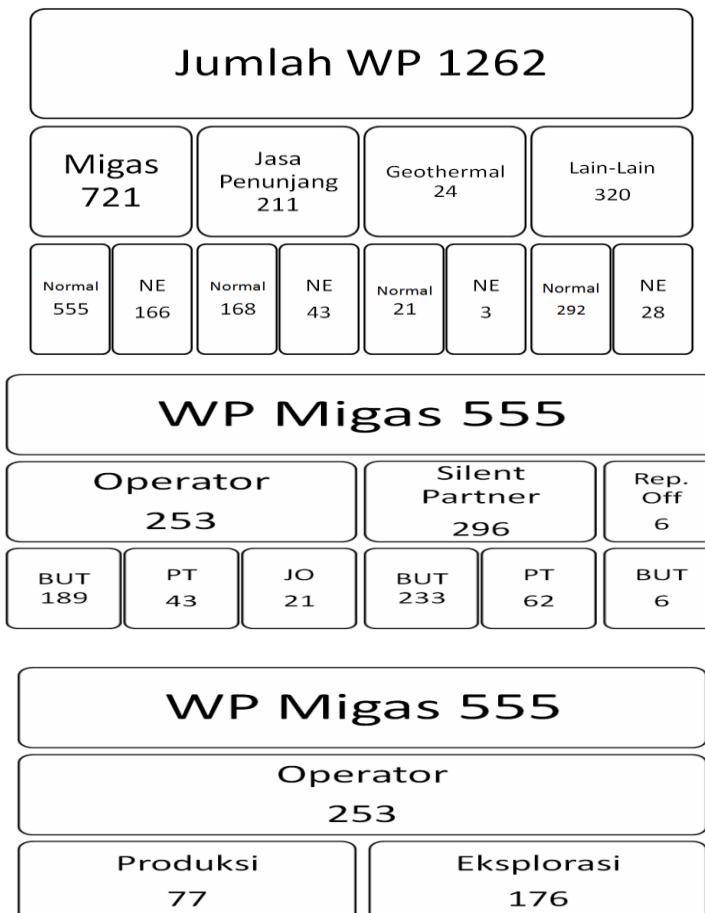 Jumlah WP 1262
Migas
721
Jasa
Penunjang
211
Geothermal
24
Lain-Lain
320
Normal
555
NE
166
Normal
168
NE
43
Normal
21
NE
3
Normal
292
NE
28
WP Migas 555
Operator
253
Silent
Partner
296
Rep.
Off
6
BUT
189
PT
43
JO
21
BUT
233
PT
62
BUT
6
WP Migas 555
Operator
253
Produksi
77
Eksplorasi
176